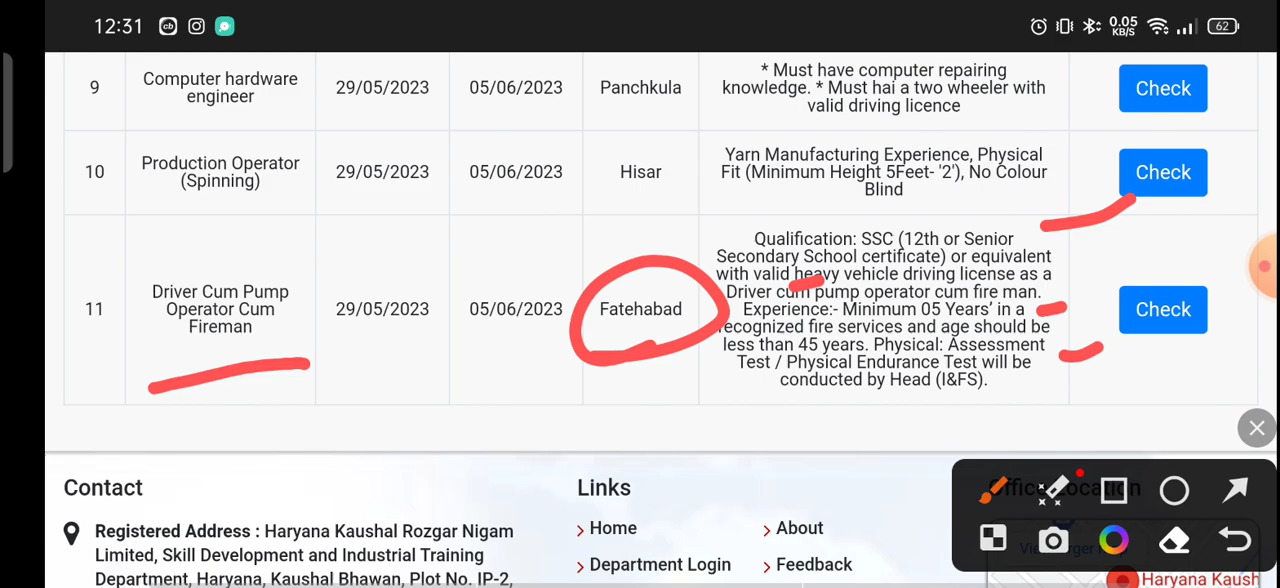 12:31
0.05
KB/S
62
9
Computer hardware
engineer
29/05/2023
05/06/2023
Panchkula
* Must have computer repairing
knowledge. * Must hai a two wheeler with
valid driving licence
Check
10
Production Operator
(Spinning)
29/05/2023
05/06/2023
Hisar
Yarn Manufacturing Experience, Physical
Fit (Minimum Height 5Feet- '2'), No Colour
Blind
Check
11
Driver Cum Pump
Operator Cum
Fireman
29/05/2023
05/06/2023
Fatehabad
Qualification: SSC (12th or Senior
Secondary School certificate) or equivalent
with valid heavy vehicle driving license as a
Driver cum pump operator cum fire man.
Experience:- Minimum 05 Years' in a
recognized fire services and age should be
less than 45 years. Physical: Assessment
Test / Physical Endurance Test will be
conducted by Head (I&FS).
Check
Contact
Registered Address : Haryana Kaushal Rozgar Nigam
Limited, Skill Development and Industrial Training
Department, Haryana, Kaushal Bhawan, Plot No. IP-2,
Links
Home
About
Department Login
Feedback
Office Location
Haryana Kaush